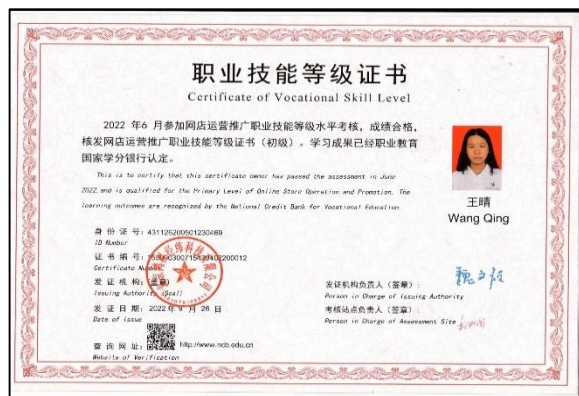 职业技能等级证书
Certificate of Vocational Skill Level
2022 年6 月参加网店运营推广职业技能等级水平考核，成绩合格，
核发网店运营推广职业技能等级证书（初级）。学习成果已经职业教育
国家学分银行认定。
This is to certify that this certificate owner has passed the assessment in June
2022,and is qualified for the Primary Level of Online Store Operation and Promotion. The
learning outcomes are recognized by the National Credit Bank for Vocational Education.
王晴
Wang Qing
身 份 证 号: 431126200501230469
ID Number
证 书 编 号:
Certificate Number
发 证 机 构: (盖章)
Issuing Authority (Seal)
发 证 日 期: 2022 年 9 月 26 日
Date of issue
查 询 网 址: http://www.ncb.edu.cn
Website of Verification
发证机构负责人（签章）:
Person in Charge of Issuing Authority
考核站点负责人（签章）:
Person in Charge of Assessment Site